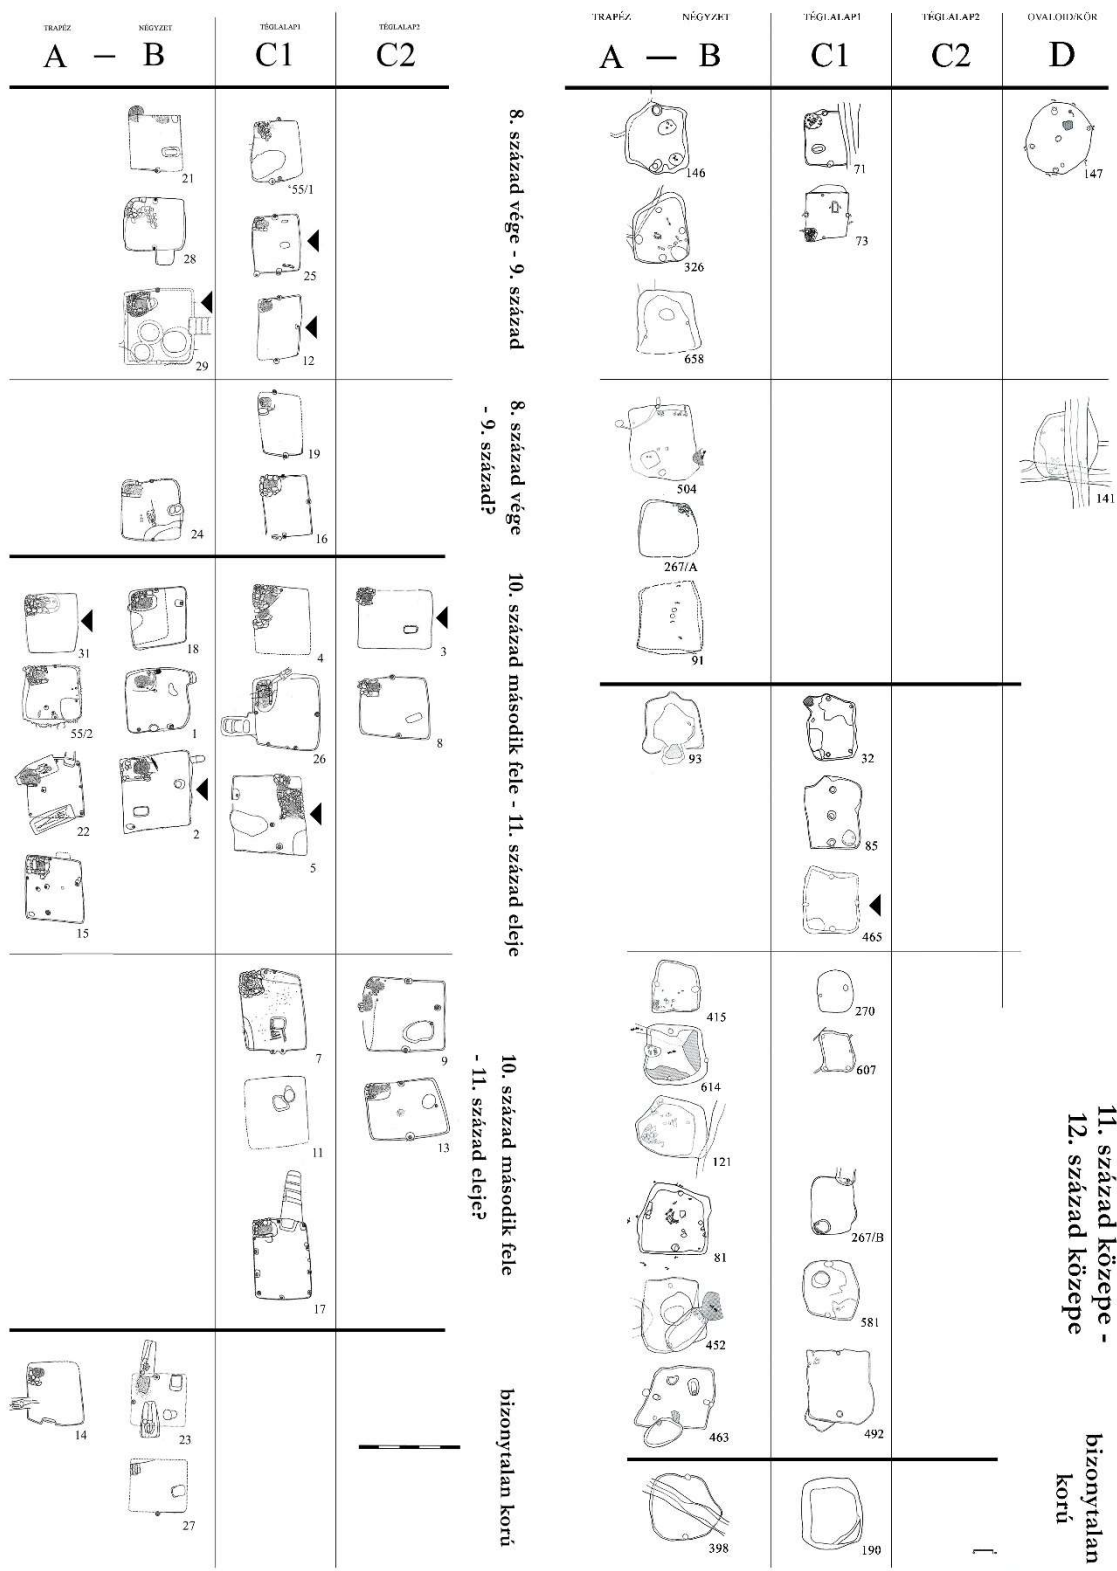 TRAPÉZ NÉGYZET TÉGLALAP1 TÉGLALAP2
A – B C1 C2
21 '55/1
28 25
29 12
19
24 16
31 18 4 3
55/2 1 26 8
22 2 5
15
7 9
11 13
17
14 23
27
8. század vége - 9. század
8. század vége
- 9. század?
10. század második fele - 11. század eleje
10. század második fele
- 11. század eleje?
bizonytalan korú
TRAPÉZ NÉGYZET TÉGLALAP1 TÉGLALAP2 OVALOID/KÖR
A — B C1 C2 D
146 71 147
326 73
658
504 141
267/A
91
93 32
85
465
415 270
614 607
121
81 267/B
452 581
463 492
398 190
11. század közepe -
12. század közepe
bizonytalan
korú